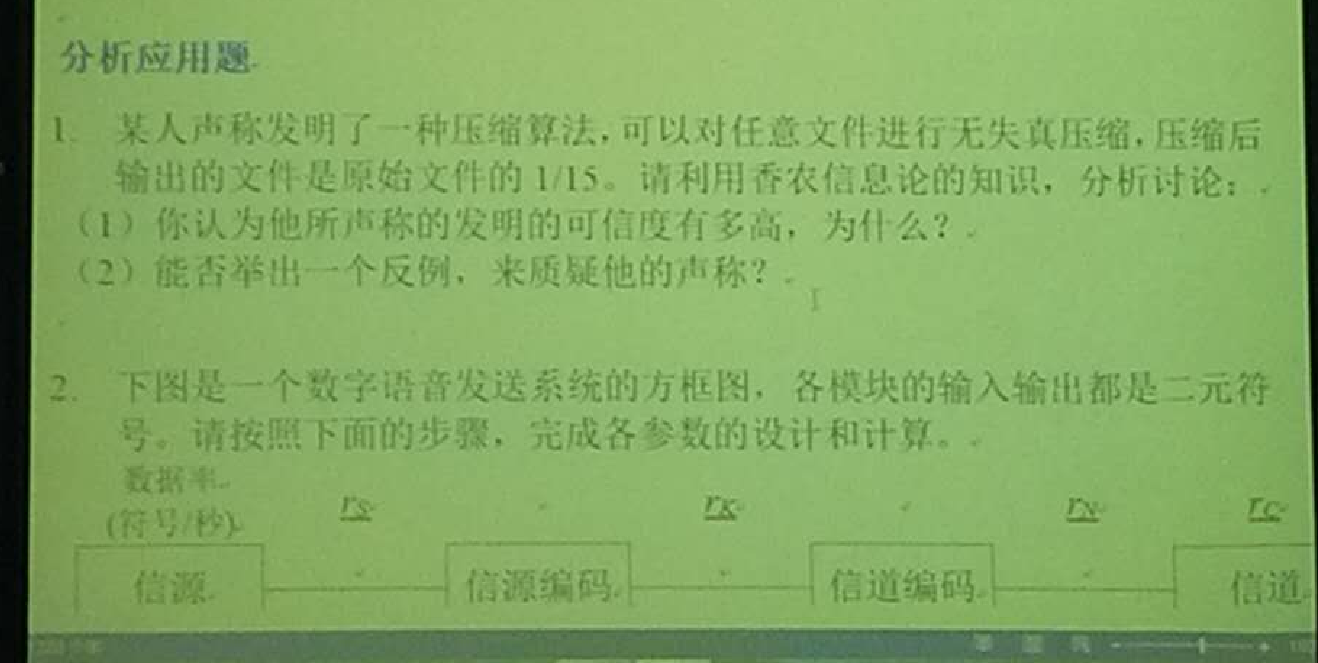 分析应用题
1. 某人声称发明了一种压缩算法,可以对任意文件进行无失真压缩,压缩后
输出的文件是原始文件的 1/15。请利用香农信息论的知识，分析讨论：
（1）你认为他所声称的发明的可信度有多高，为什么？
（2）能否举出一个反例，来质疑他的声称？
2. 下图是一个数字语音发送系统的方框图，各模块的输入输出都是二元符
号。请按照下面的步骤，完成各参数的设计和计算。
数据率
(符号/秒) rS rK rN rC
信源 信源编码 信道编码 信道